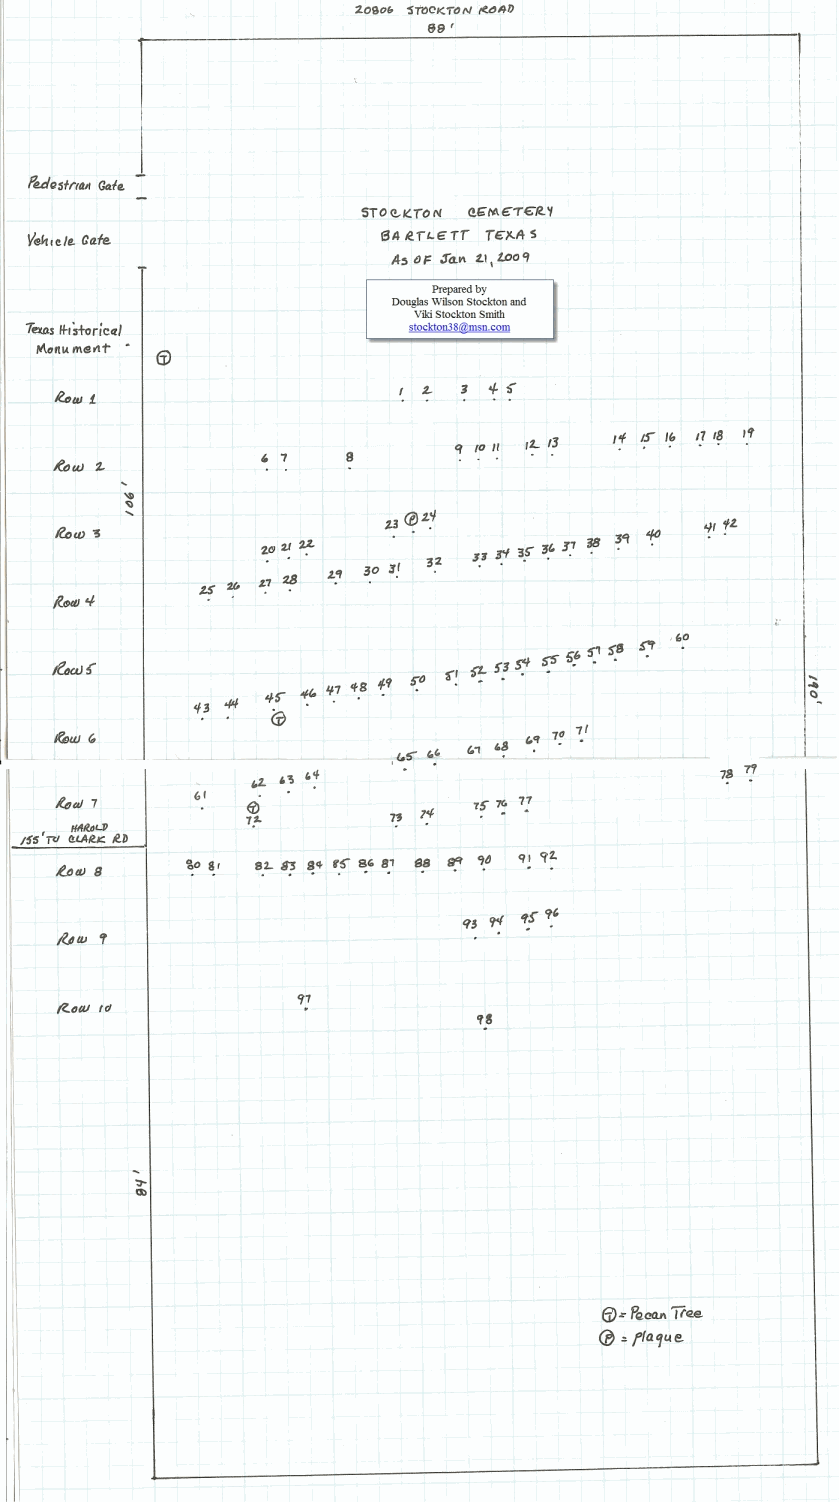 20806 STOCKTON ROAD
88'
Pedestrian Gate
STOCKTON CEMETERY
Vehicle Gate
BARTLETT TEXAS
AS OF Jan 21, 2009
Prepared by
Douglas Wilson Stockton and
Viki Stockton Smith
stockton38@msn.com
Texas Historical
Monument
T
Row 1
1 2 3 4 5
Row 2
6 7 8 9 10 11 12 13 14 15 16 17 18 19
106'
Row 3
20 21 22 23 P 24
41 42
Row 4
25 26 27 28 29 30 31 32 33 34 35 36 37 38 39 40
Row 5
43 44 45 46 47 48 49 50 51 52 53 54 55 56 57 58 59 60
T
190'
Row 6
65 66 67 68 69 70 71
Row 7
61 62 63 64
78 79
T
72 73 74 75 76 77
HAROLD
155' TO CLARK RD
Row 8
80 81 82 83 84 85 86 87 88 89 90 91 92
Row 9
93 94 95 96
Row 10
97
98
84'
T = Pecan Tree
P = Plaque